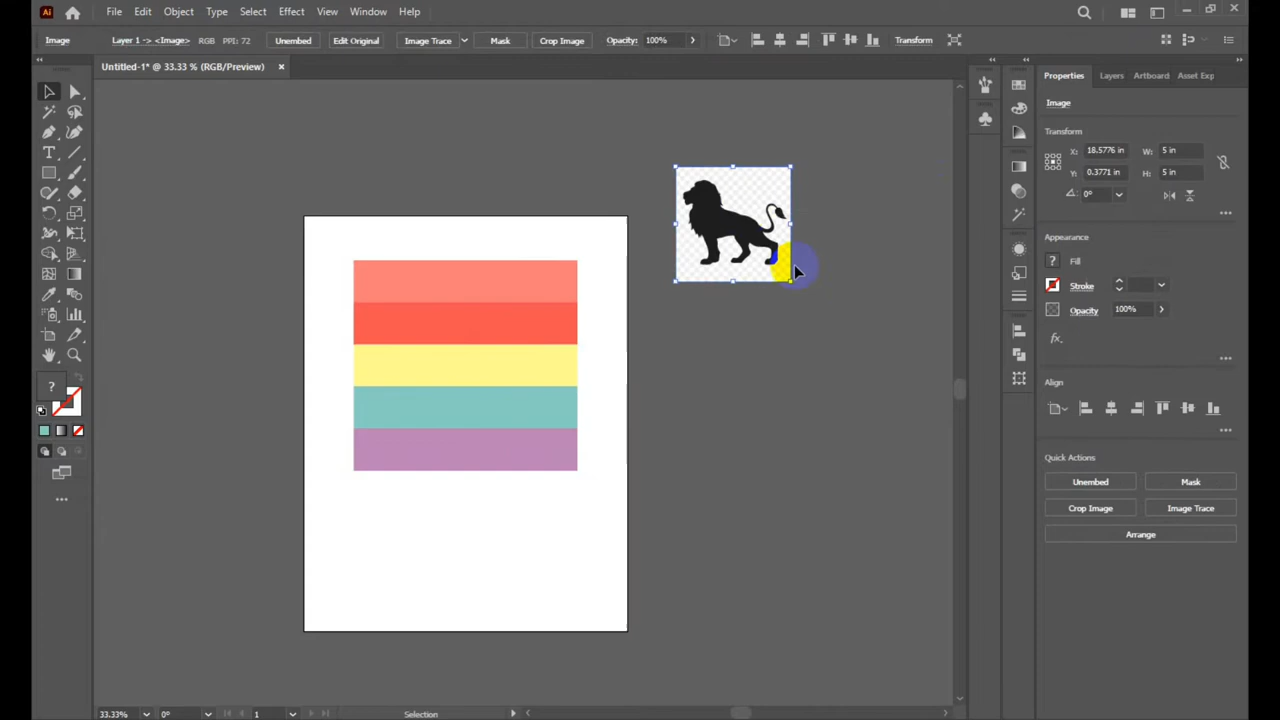 Ai File Edit Object Type Select Effect View Window Help
Image Layer 1 -> <Image> RGB PPI: 72 Unembed Edit Original Image Trace Mask Crop Image Opacity: 100% Transform
Untitled-1* @ 33.33 % (RGB/Preview) ×
Properties Layers Artboard Asset Exp
Image
Transform
X: 18.5776 in W: 5 in
Y: 0.3771 in H: 5 in
0°
Appearance
? Fill
Stroke
Opacity 100%
fx.
Align
Quick Actions
Unembed Mask
Crop Image Image Trace
Arrange
?
33.33% 0° 1 Selection